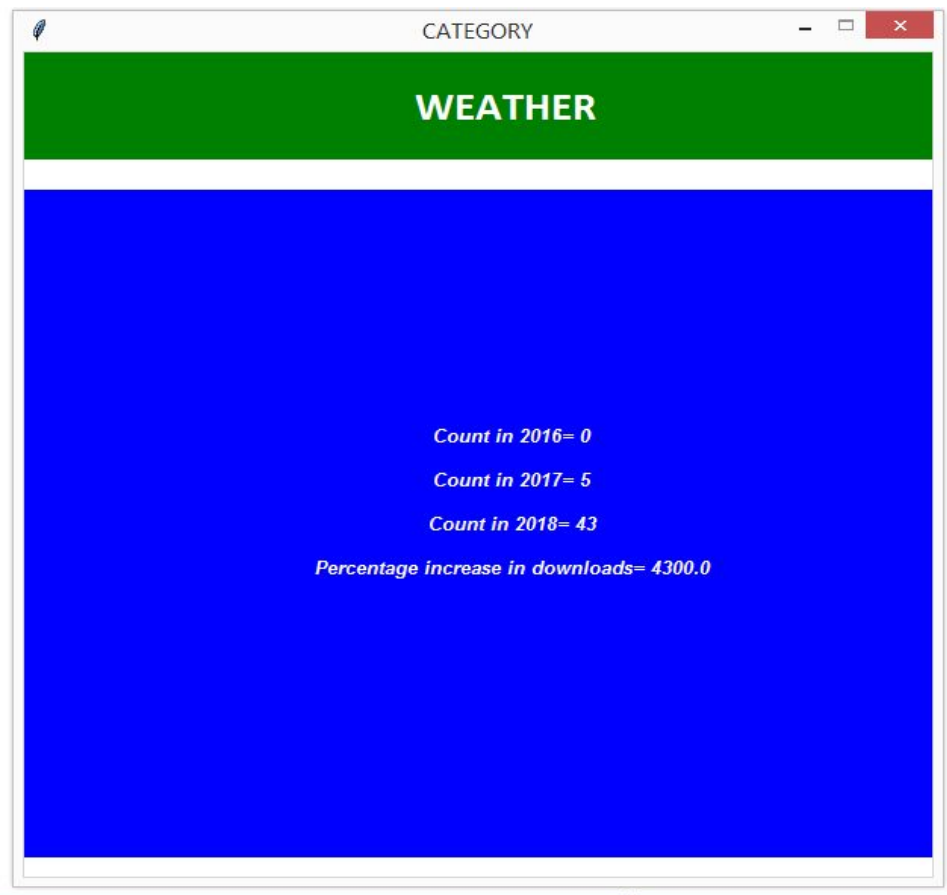 CATEGORY
WEATHER
Count in 2016= 0
Count in 2017= 5
Count in 2018= 43
Percentage increase in downloads= 4300.0